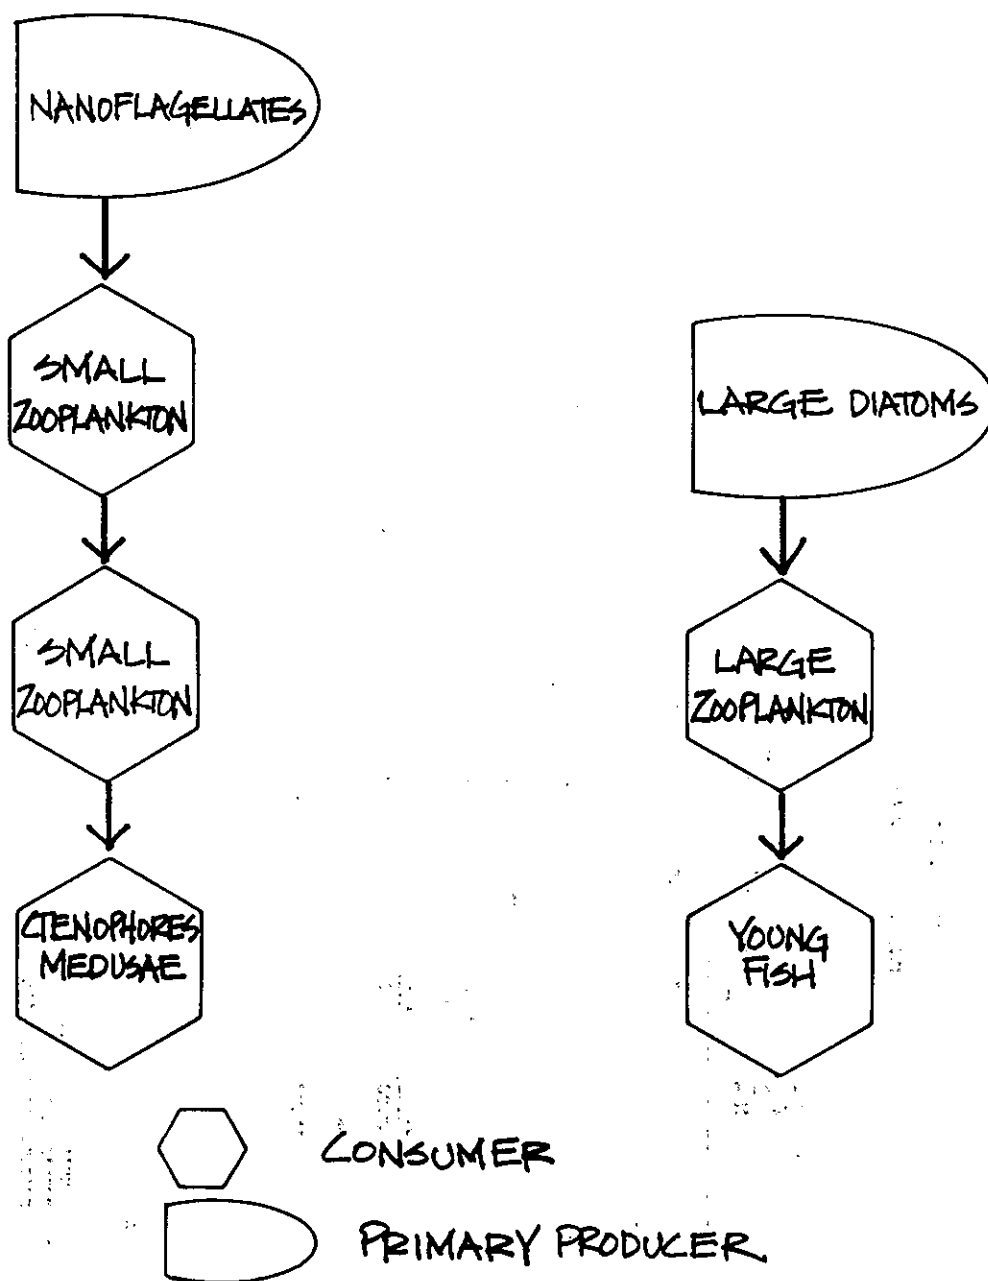 NANOFLAGELLATES
SMALL
ZOOPLANKTON
SMALL
ZOOPLANKTON
CTENOPHORES
MEDUSAE
LARGE DIATOMS
LARGE
ZOOPLANKTON
YOUNG
FISH
CONSUMER
PRIMARY PRODUCER